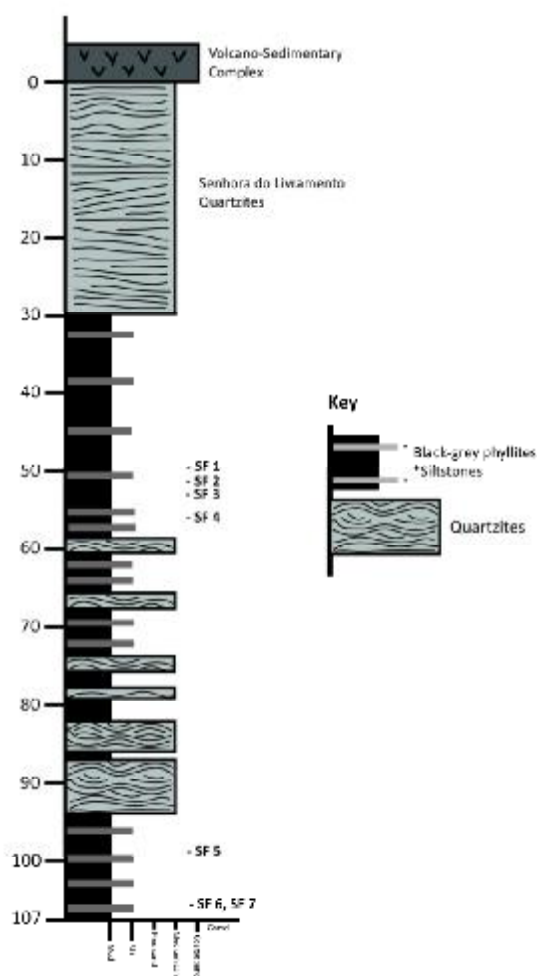 Volcano-Sedimentary
Complex
0
10
Senhora do Livramento
Quartzites
20
30
40
Key
Black-grey phyllites
*Siltstones
50
- SF 1
- SF 2
- SF 3
- SF 4
Quartzites
60
70
80
90
100
- SF 5
- SF 6, SF 7
107
Gravel